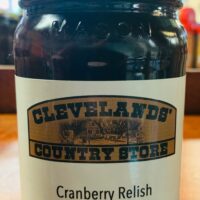 CLEVELANDS'
COUNTRY STORE
Cranberry Relish